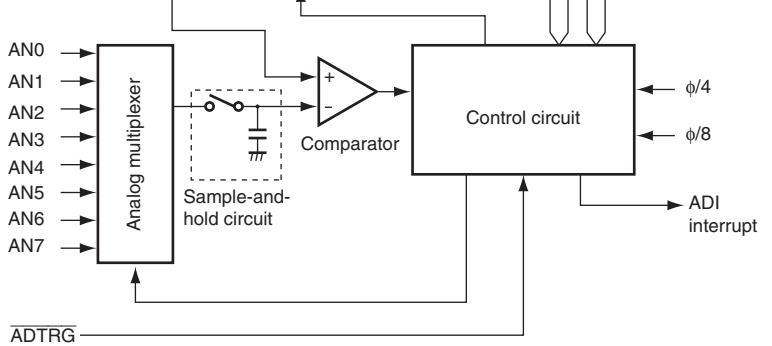 AN0
AN1
AN2
AN3
AN4
AN5
AN6
AN7
Analog multiplexer
Sample-and-
hold circuit
+
−
Comparator
Control circuit
ϕ/4
ϕ/8
ADI
interrupt
ADTRG